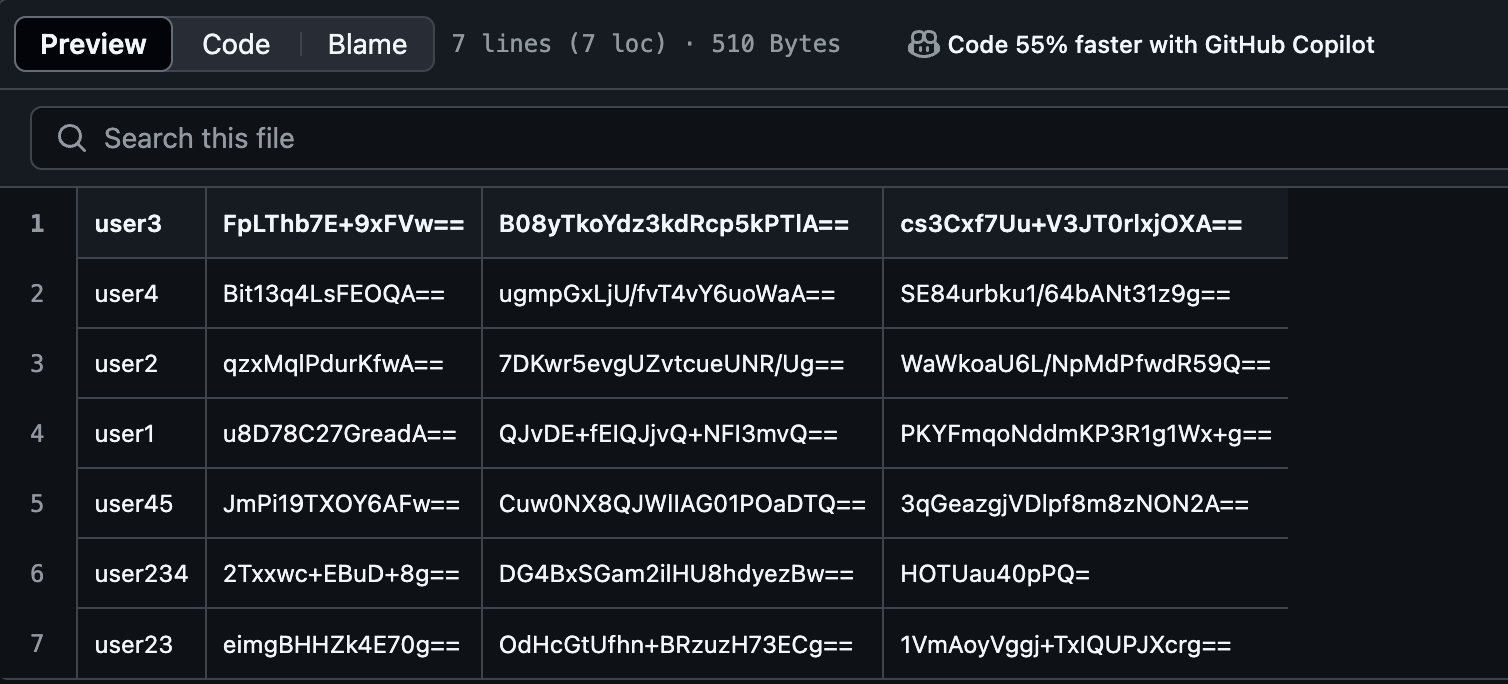 Preview Code Blame 7 lines (7 loc) · 510 Bytes Code 55% faster with GitHub Copilot
Search this file
1 user3 FpLThb7E+9xFVw== B08yTkoYdz3kdRcp5kPTlA== cs3Cxf7Uu+V3JT0rlxjOXA==
2 user4 Bit13q4LsFEOQA== ugmpGxLjU/fvT4vY6uoWaA== SE84urbku1/64bANt31z9g==
3 user2 qzxMqlPdurKfwA== 7DKwr5evgUZvtcueUNR/Ug== WaWkoaU6L/NpMdPfwdR59Q==
4 user1 u8D78C27GreadA== QJvDE+fEIQJjvQ+NFI3mvQ== PKYFmqoNddmKP3R1g1Wx+g==
5 user45 JmPi19TXOY6AFw== Cuw0NX8QJWlIAG01POaDTQ== 3qGeazgjVDlpf8m8zNON2A==
6 user234 2Txxwc+EBuD+8g== DG4BxSGam2ilHU8hdyezBw== HOTUau40pPQ=
7 user23 eimgBHHZk4E70g== OdHcGtUfhn+BRzuzH73ECg== 1VmAoyVggj+TxIQUPJXcrg==